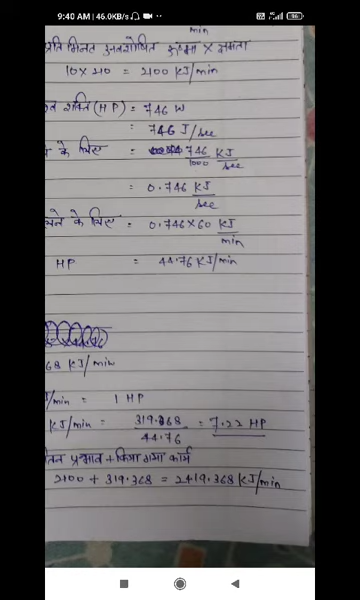 9:40 AM | 46.0KB/s
min
प्रति मिनट अवशोषित ऊष्मा × क्षमता
10×210 = 2100 KJ/min
शक्ति (HP) = 746 W
= 746 J/sec
के लिए = 746/1000 KJ/sec
= 0.746 KJ/sec
के लिए = 0.746×60 KJ/min
HP = 44.76 KJ/min
68 KJ/min
J/min = 1 HP
KJ/min = 319.368/44.76 = 7.22 HP
प्रभाव + किया गया कार्य
2100 + 319.368 = 2419.368 KJ/min